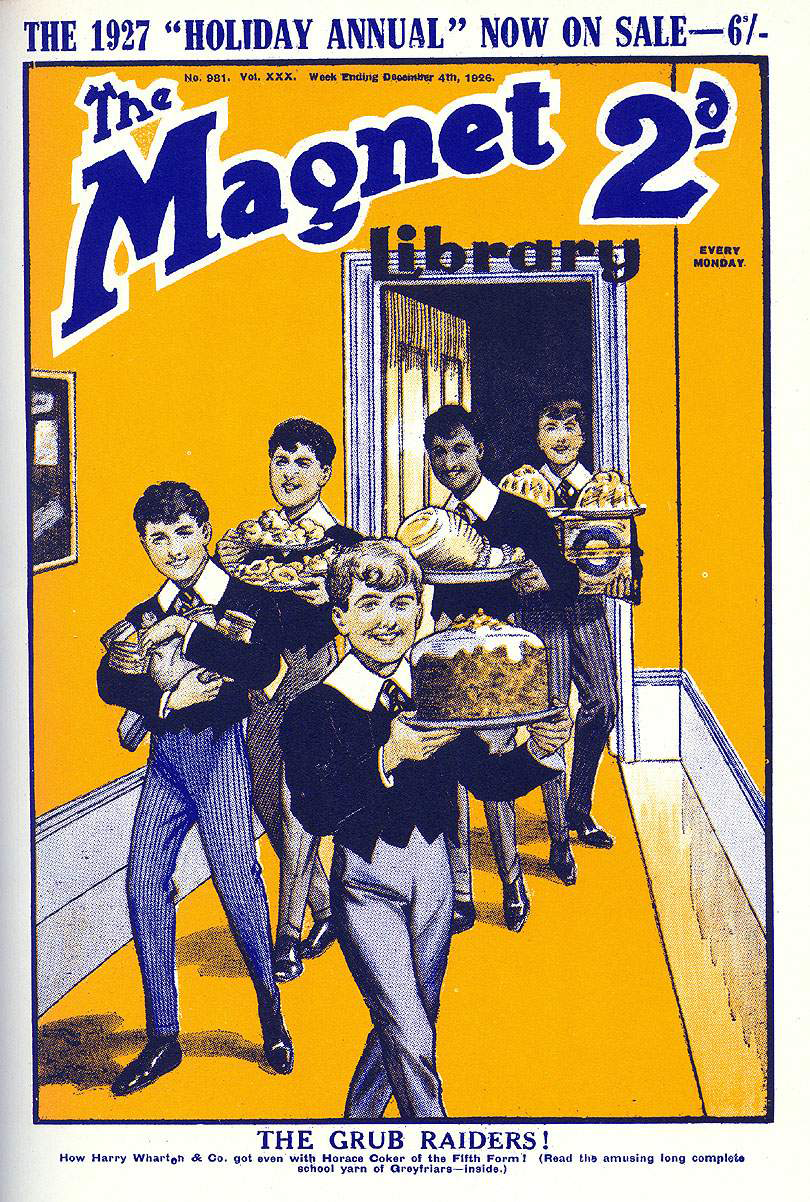 THE 1927 "HOLIDAY ANNUAL" NOW ON SALE—6s/-
No. 981. Vol. XXX. Week Ending December 4th, 1926.
The
Magnet 2d
library
EVERY
MONDAY.
THE GRUB RAIDERS!
How Harry Wharton & Co. got even with Horace Coker of the Fifth Form! (Read the amusing long complete
school yarn of Greyfriars—inside.)